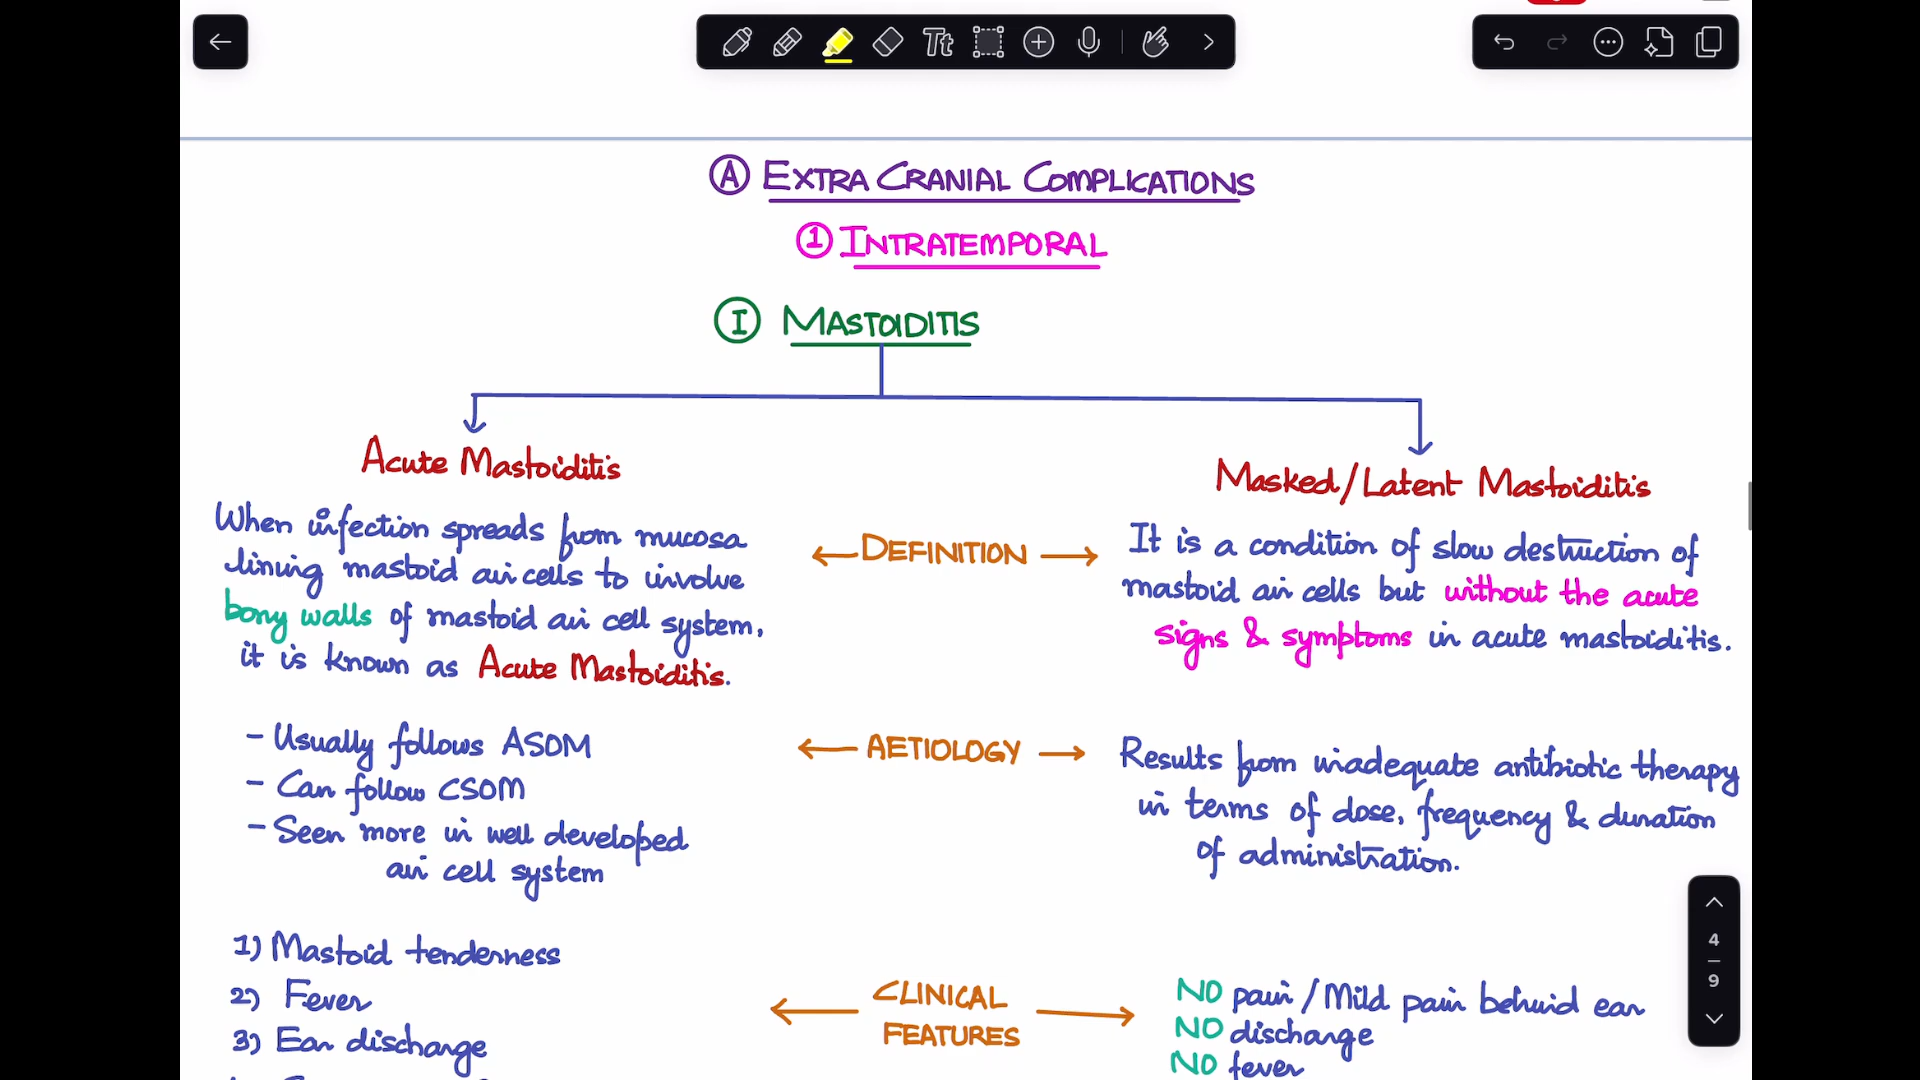 Tt
Ⓐ EXTRA CRANIAL COMPLICATIONS
① INTRATEMPORAL
Ⓘ MASTOIDITIS
Acute Mastoiditis
When infection spreads from mucosa
lining mastoid air cells to involve
bony walls of mastoid air cell system,
it is known as Acute Mastoiditis.
← DEFINITION →
Masked/Latent Mastoiditis
It is a condition of slow destruction of
mastoid air cells but without the acute
signs & symptoms in acute mastoiditis.
- Usually follows ASOM
- Can follow CSOM
- Seen more in well developed
air cell system
← AETIOLOGY →
Results from inadequate antibiotic therapy
in terms of dose, frequency & duration
of administration.
1) Mastoid tenderness
2) Fever
3) Ear discharge
← CLINICAL →
FEATURES
NO pain / Mild pain behind ear
NO discharge
NO fever
4
9